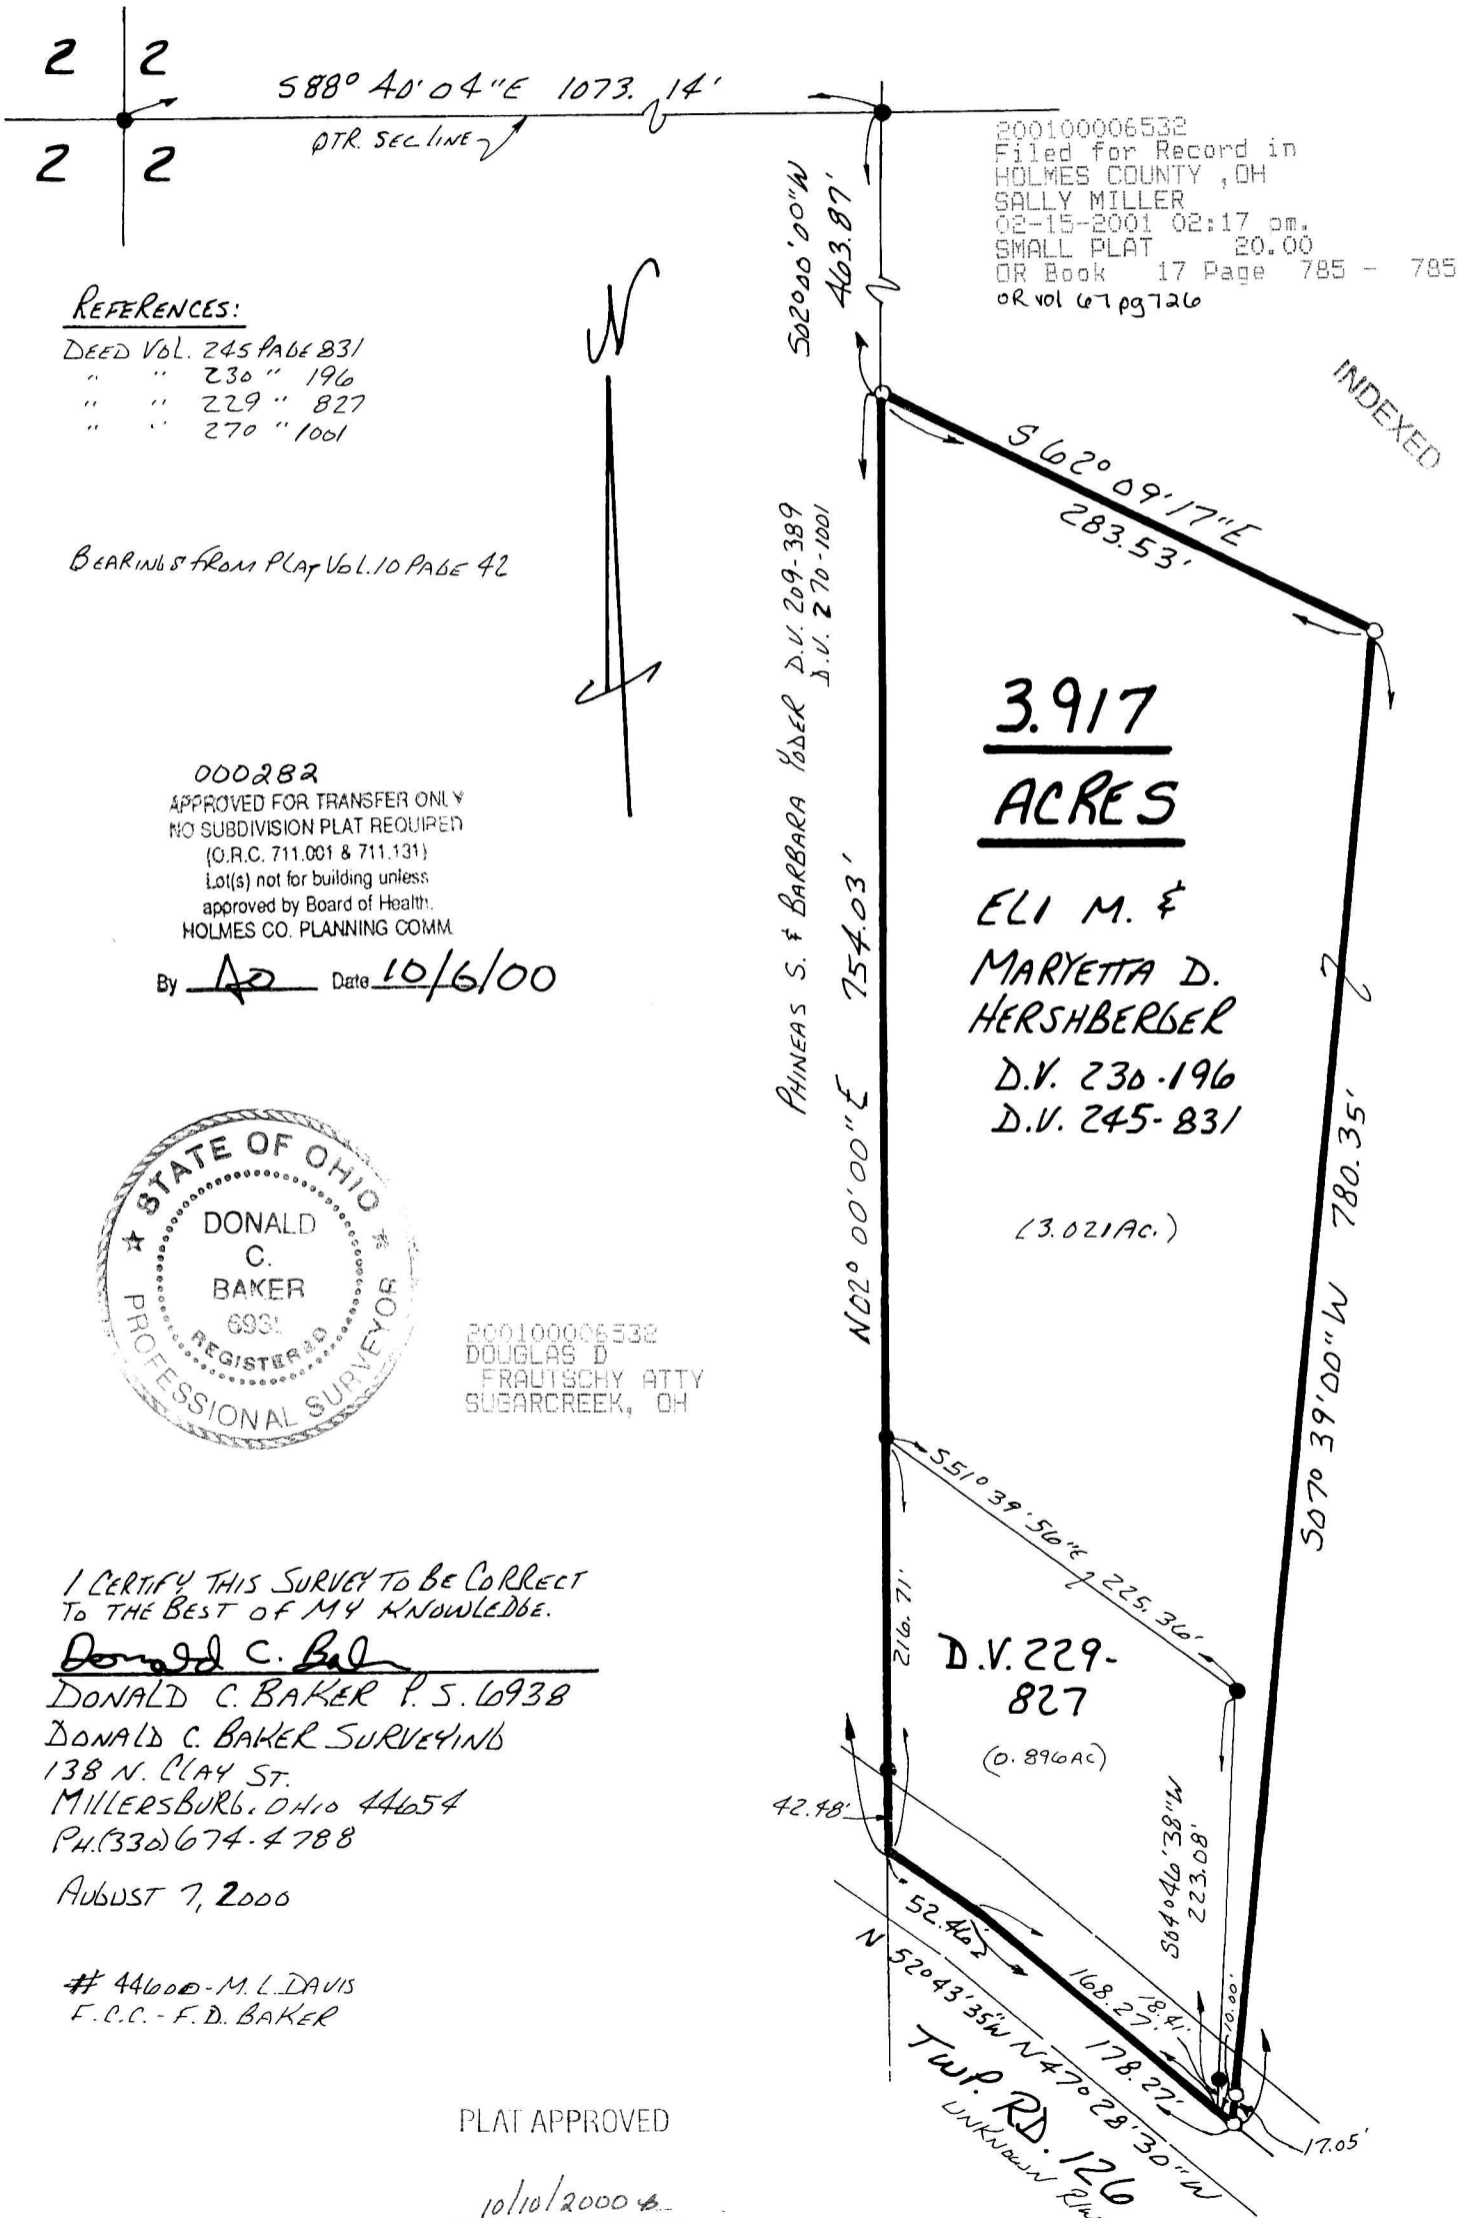 2 2
2 2
S88° 40' 04"E 1073.14'
QTR. SEC LINE
200100006532
Filed for Record in
HOLMES COUNTY ,OH
SALLY MILLER
02-15-2001 02:17 pm.
SMALL PLAT 20.00
OR Book 17 Page 785 - 785
OR vol 67 pg 726
INDEXED
S02°00'00"W
463.87'
REFERENCES:
DEED VOL. 245 PAGE 831
" " 230 " 196
" " 229 " 827
" " 270 " 1001
N
BEARINGS FROM PLAT VOL.10 PAGE 42
S 62° 09'17"E
283.53'
PHINEAS S. & BARBARA YODER D.V. 209-389
D.V. 270-1001
N02° 00'00"E 754.03'
3.917
ACRES
ELI M. &
MARYETTA D.
HERSHBERGER
D.V. 230-196
D.V. 245-831
(3.021 AC.)
S07° 39'00"W 780.35'
000282
APPROVED FOR TRANSFER ONLY
NO SUBDIVISION PLAT REQUIRED
(O.R.C. 711.001 & 711.131)
Lot(s) not for building unless
approved by Board of Health.
HOLMES CO. PLANNING COMM.
By Date 10/6/00
STATE OF OHIO
DONALD
C.
BAKER
REGISTERED
PROFESSIONAL SURVEYOR
200100006532
DOUGLAS D
FRAUTSCHY ATTY
SUGARCREEK, OH
S51° 39'56"E 225.36'
216.71'
D.V. 229-
827
(0.896 AC)
42.48'
S04°46'38"W
223.08'
52.46'
168.27'
18.41'
10.00'
178.27'
17.05'
N 52°43'35"W N47°28'30"W
TWP. RD. 126
UNKNOWN R/W
I CERTIFY THIS SURVEY TO BE CORRECT
TO THE BEST OF MY KNOWLEDGE.
Donald C. Bak
DONALD C. BAKER P.S. 6938
DONALD C. BAKER SURVEYING
138 N. CLAY ST.
MILLERSBURG, OHIO 44654
PH.(330) 674-4788
AUGUST 7, 2000
# 44600-M.L. DAVIS
F.C.C. - F.D. BAKER
PLAT APPROVED
10/10/2000